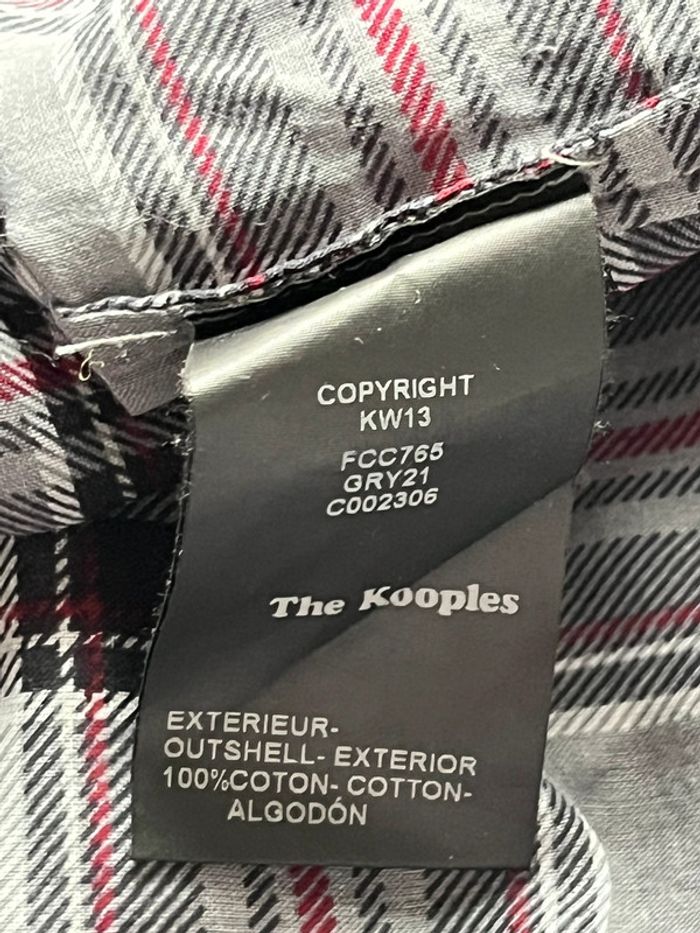 COPYRIGHT
KW13
FCC765
GRY21
C002306
The Kooples
EXTERIEUR-
OUTSHELL- EXTERIOR
100%COTON- COTTON-
ALGODÓN